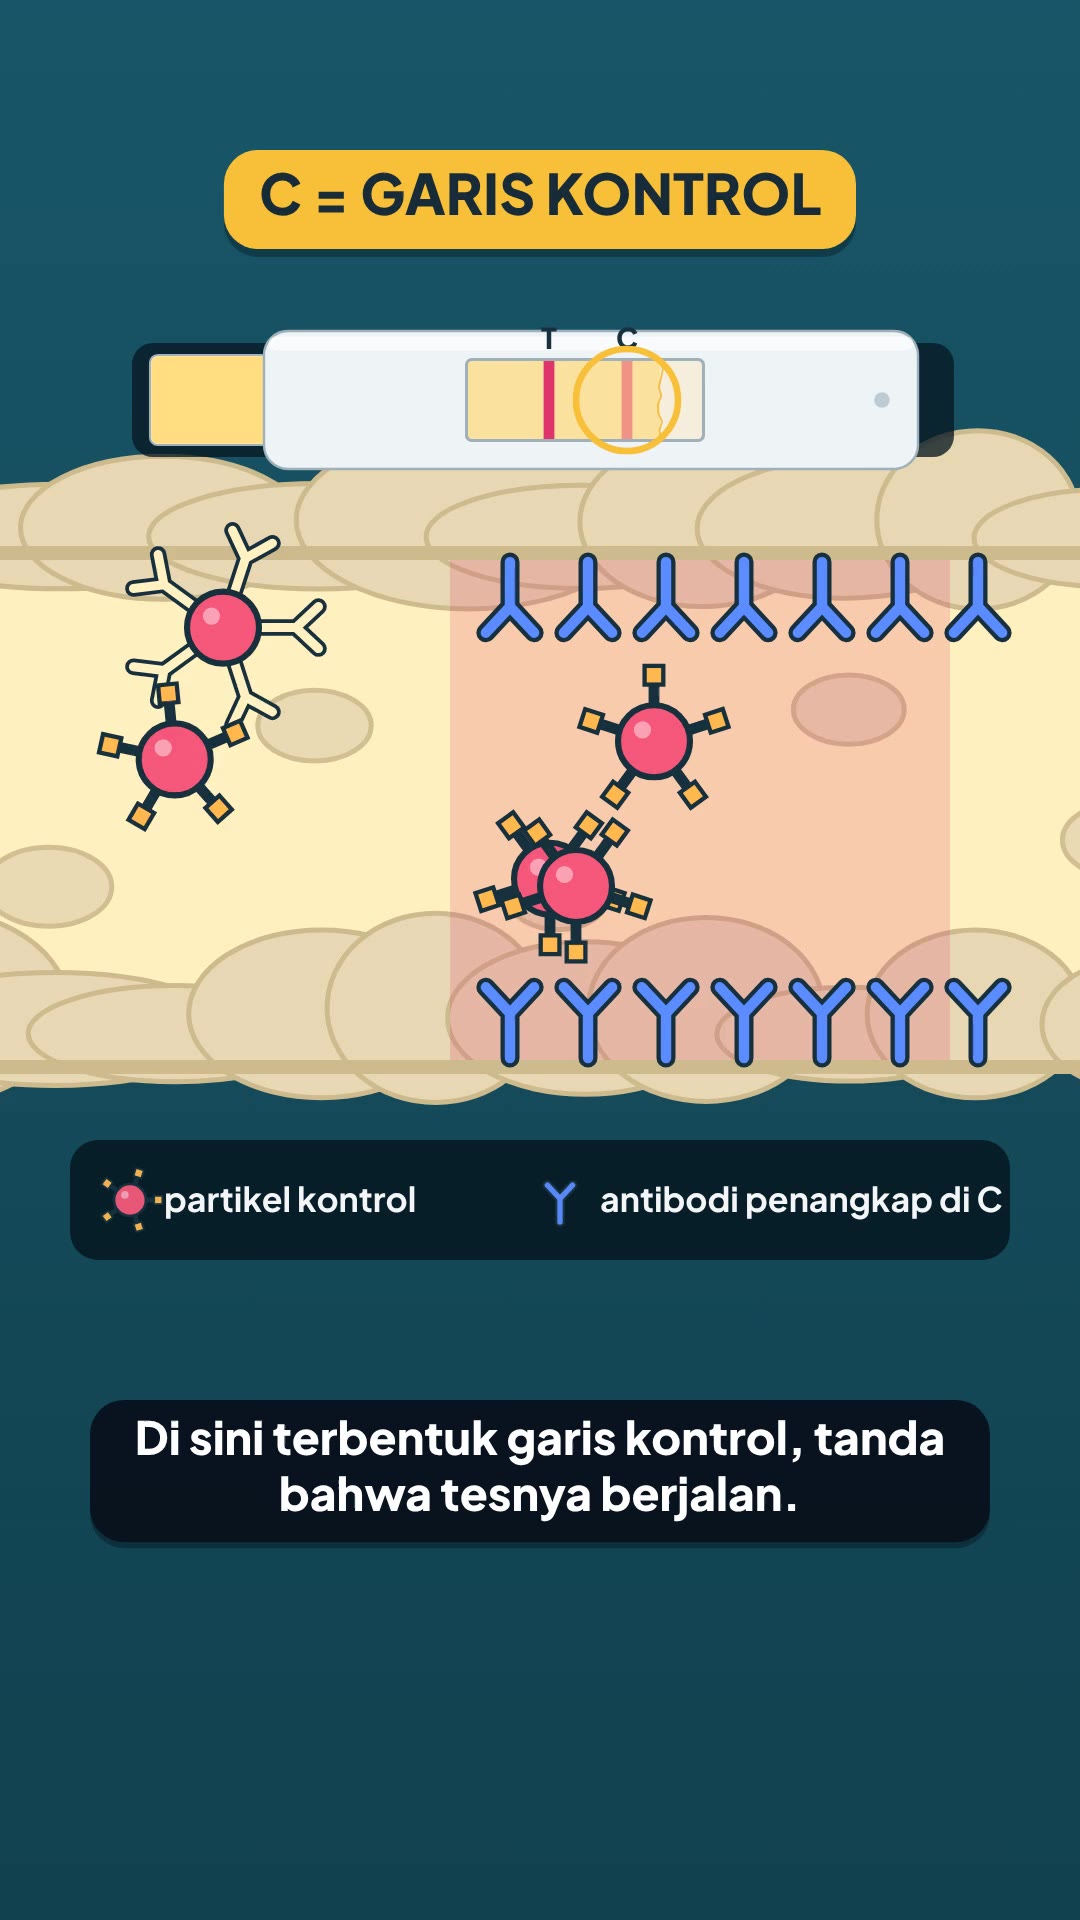 C = GARIS KONTROL
T C
partikel kontrol
antibodi penangkap di C
Di sini terbentuk garis kontrol, tanda
bahwa tesnya berjalan.